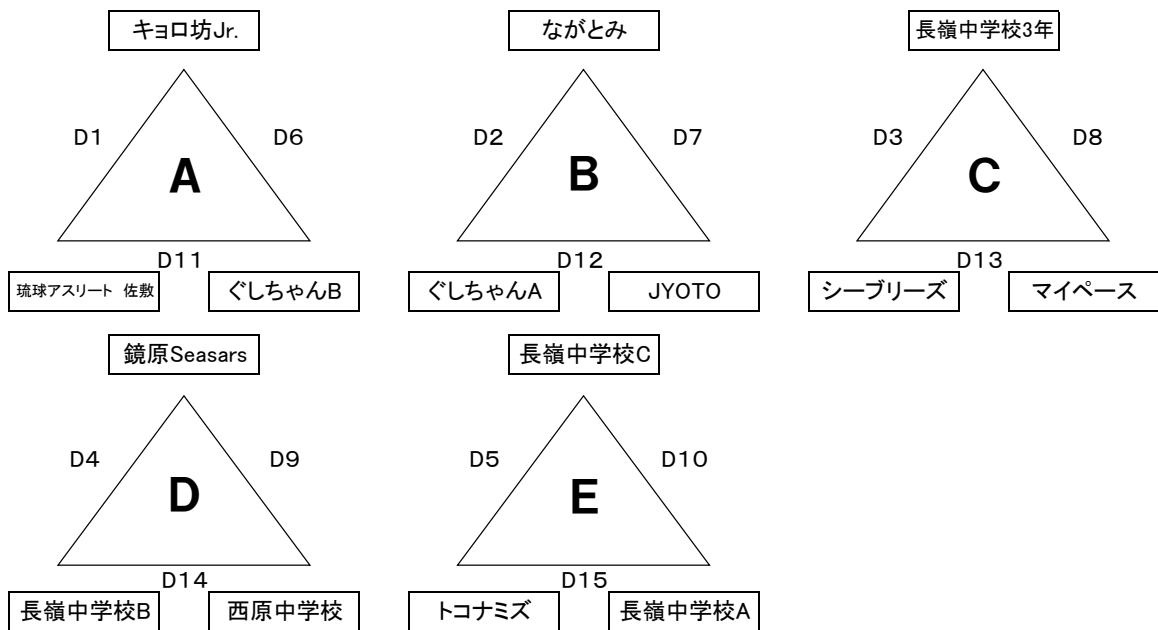 キョロ坊Jr.
ながとみ
長嶺中学校3年
D1
D6
A
D2
D7
B
D3
D8
C
D11
D12
D13
琉球アスリート 佐敷
ぐしちゃんB
ぐしちゃんA
JYOTO
シーブリーズ
マイペース
鏡原Seasars
長嶺中学校C
D4
D9
D
D5
D10
E
D14
D15
長嶺中学校B
西原中学校
トコナミズ
長嶺中学校A